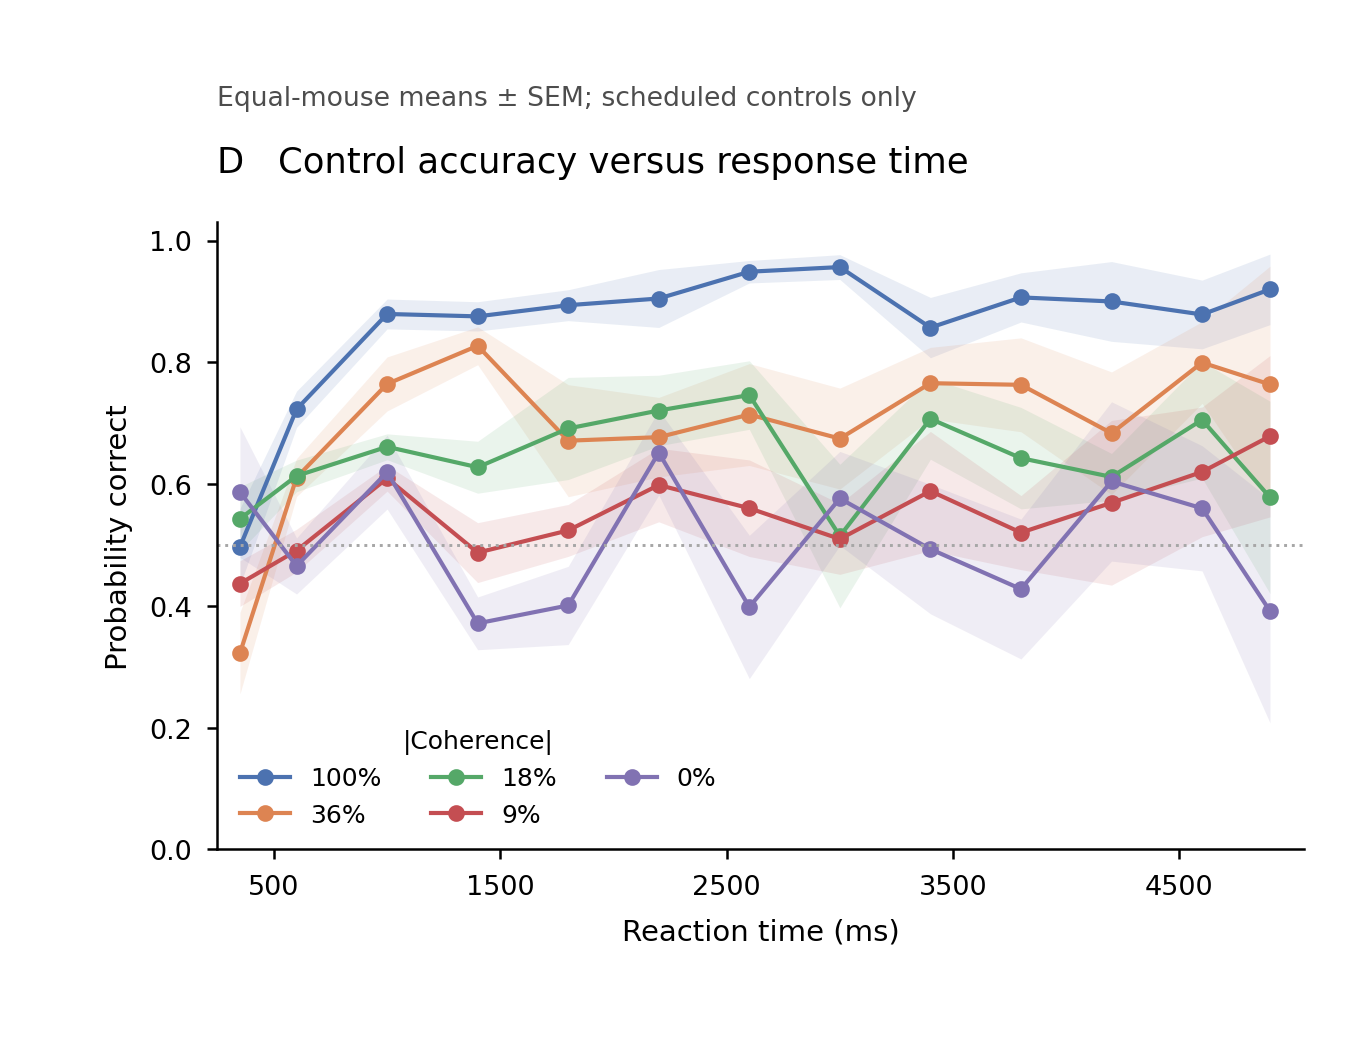 Equal-mouse means ± SEM; scheduled controls only
D Control accuracy versus response time
Probability correct
1.0
0.8
0.6
0.4
0.2
0.0
|Coherence|
100% 18% 0%
36% 9%
500 1500 2500 3500 4500
Reaction time (ms)